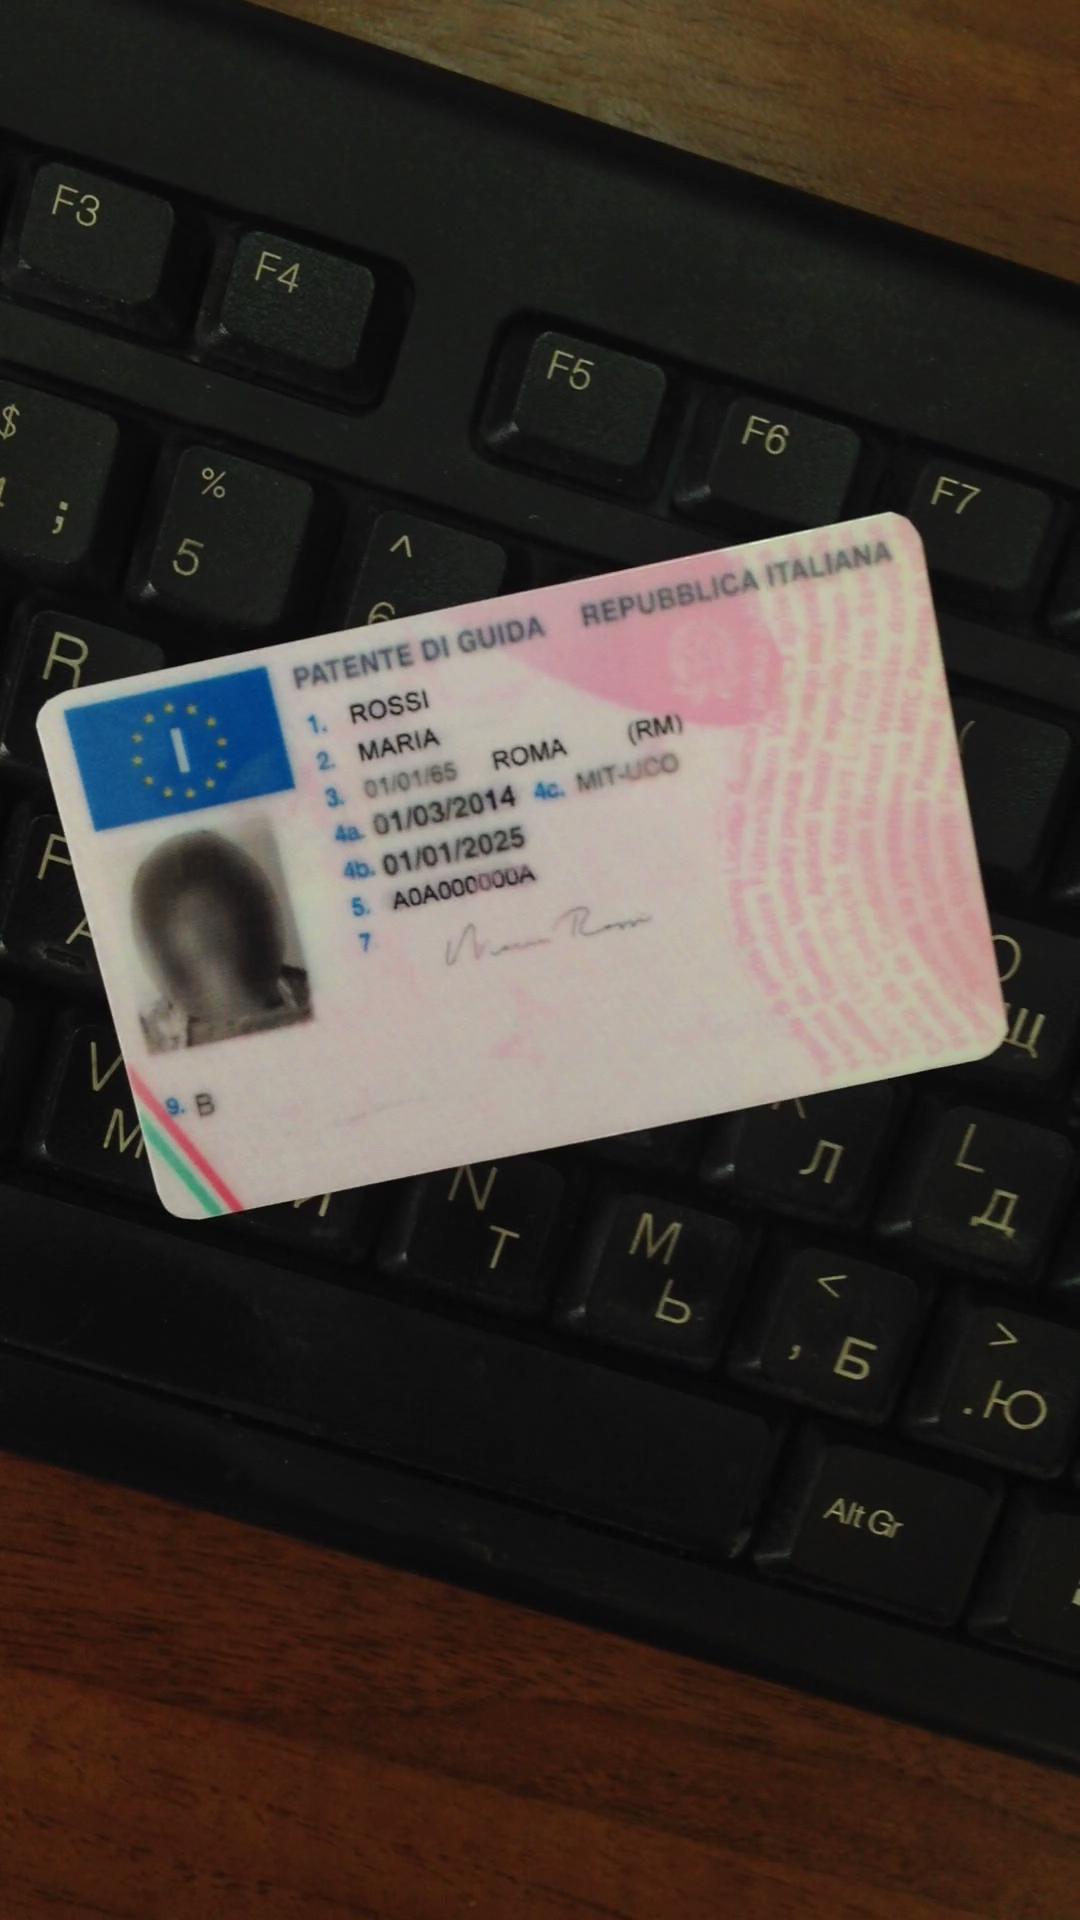 F3
F4
F5
F6
F7
$
;
%
5
^
6
R
PATENTE DI GUIDA REPUBBLICA ITALIANA
I
1. ROSSI
2. MARIA
3. 01/01/65 ROMA (RM)
4a. 01/03/2014 4c. MIT-UCO
4b. 01/01/2025
5. A0A000000A
7 Maria Rossi
9. B
F
А
(
O
Щ
V
М
И
N
Т
M
Ь
Л
L
Д
<
, Б
>
. Ю
Alt Gr